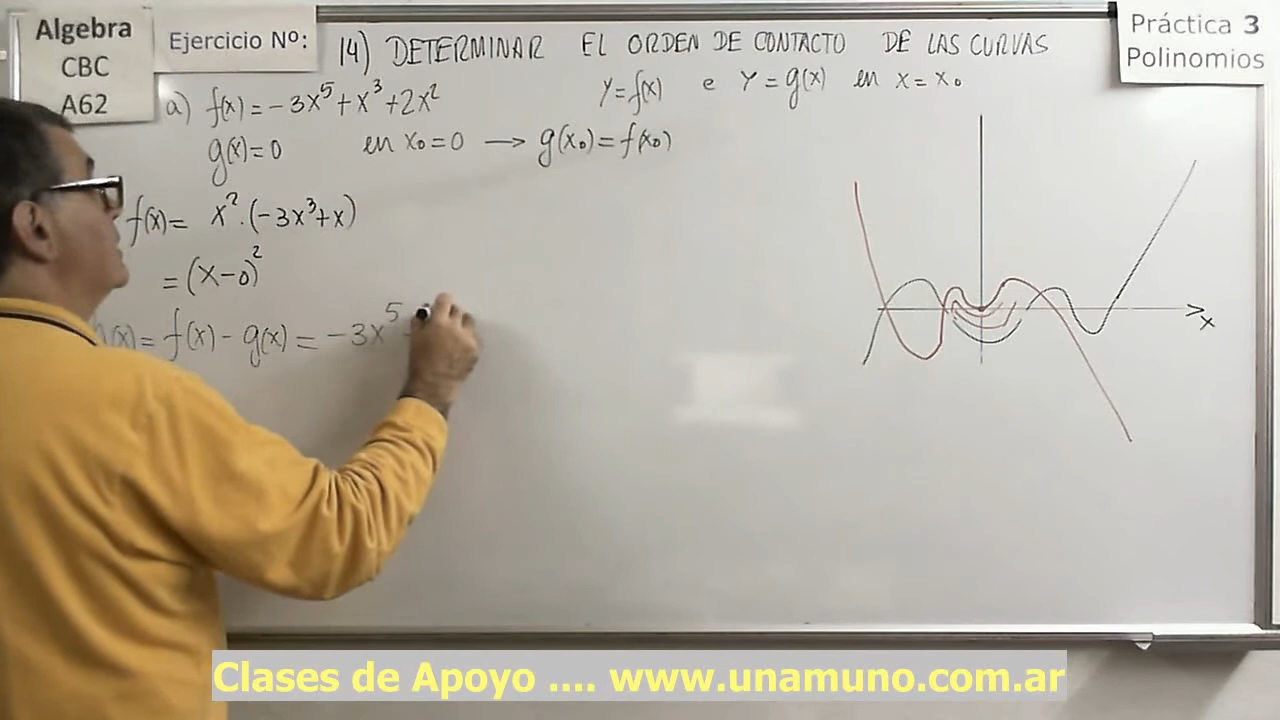 Algebra
CBC
A62
Ejercicio Nº:
14) DETERMINAR EL ORDEN DE CONTACTO DE LAS CURVAS
y=f(x) e y=g(x) en x=x₀
Práctica 3
Polinomios
a) f(x)=-3x⁵+x³+2x²
g(x)=0 en x₀=0 → g(x₀)=f(x₀)
f(x)= x².(-3x³+x)
=(x-0)²
(x)= f(x)-g(x)= -3x⁵
x
Clases de Apoyo .... www.unamuno.com.ar